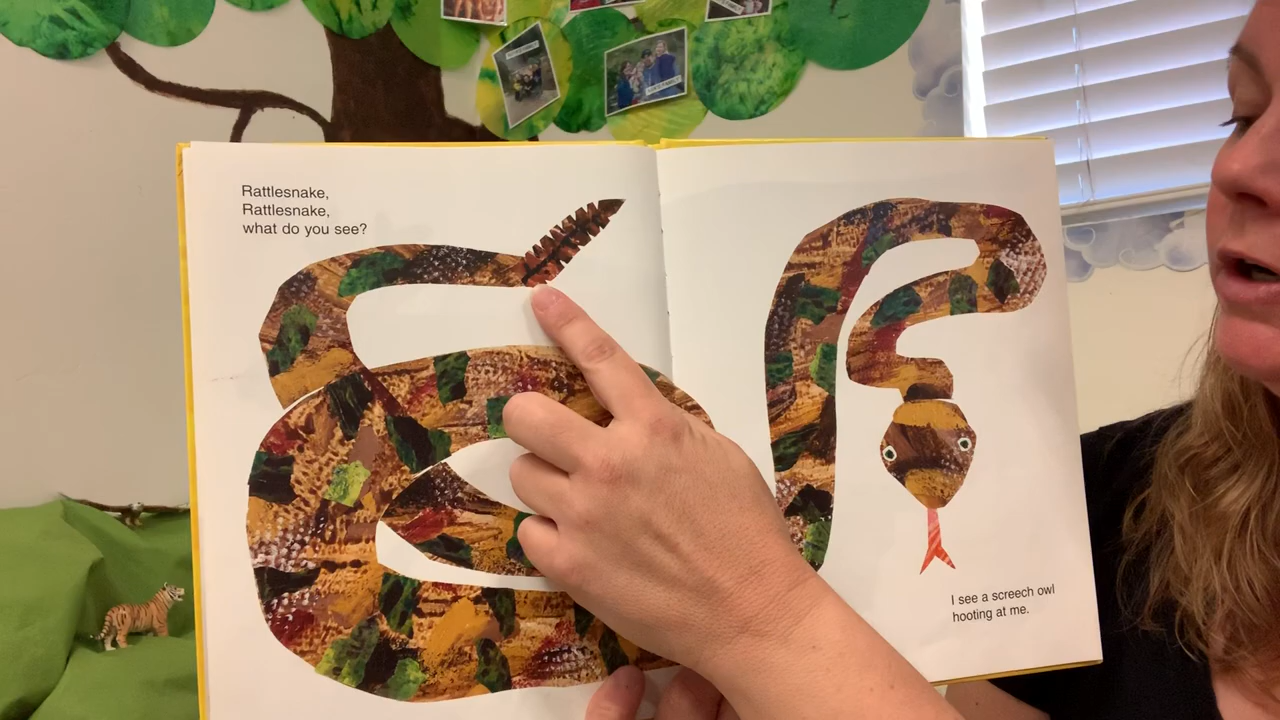 Rattlesnake,
Rattlesnake,
what do you see?
I see a screech owl
hooting at me.